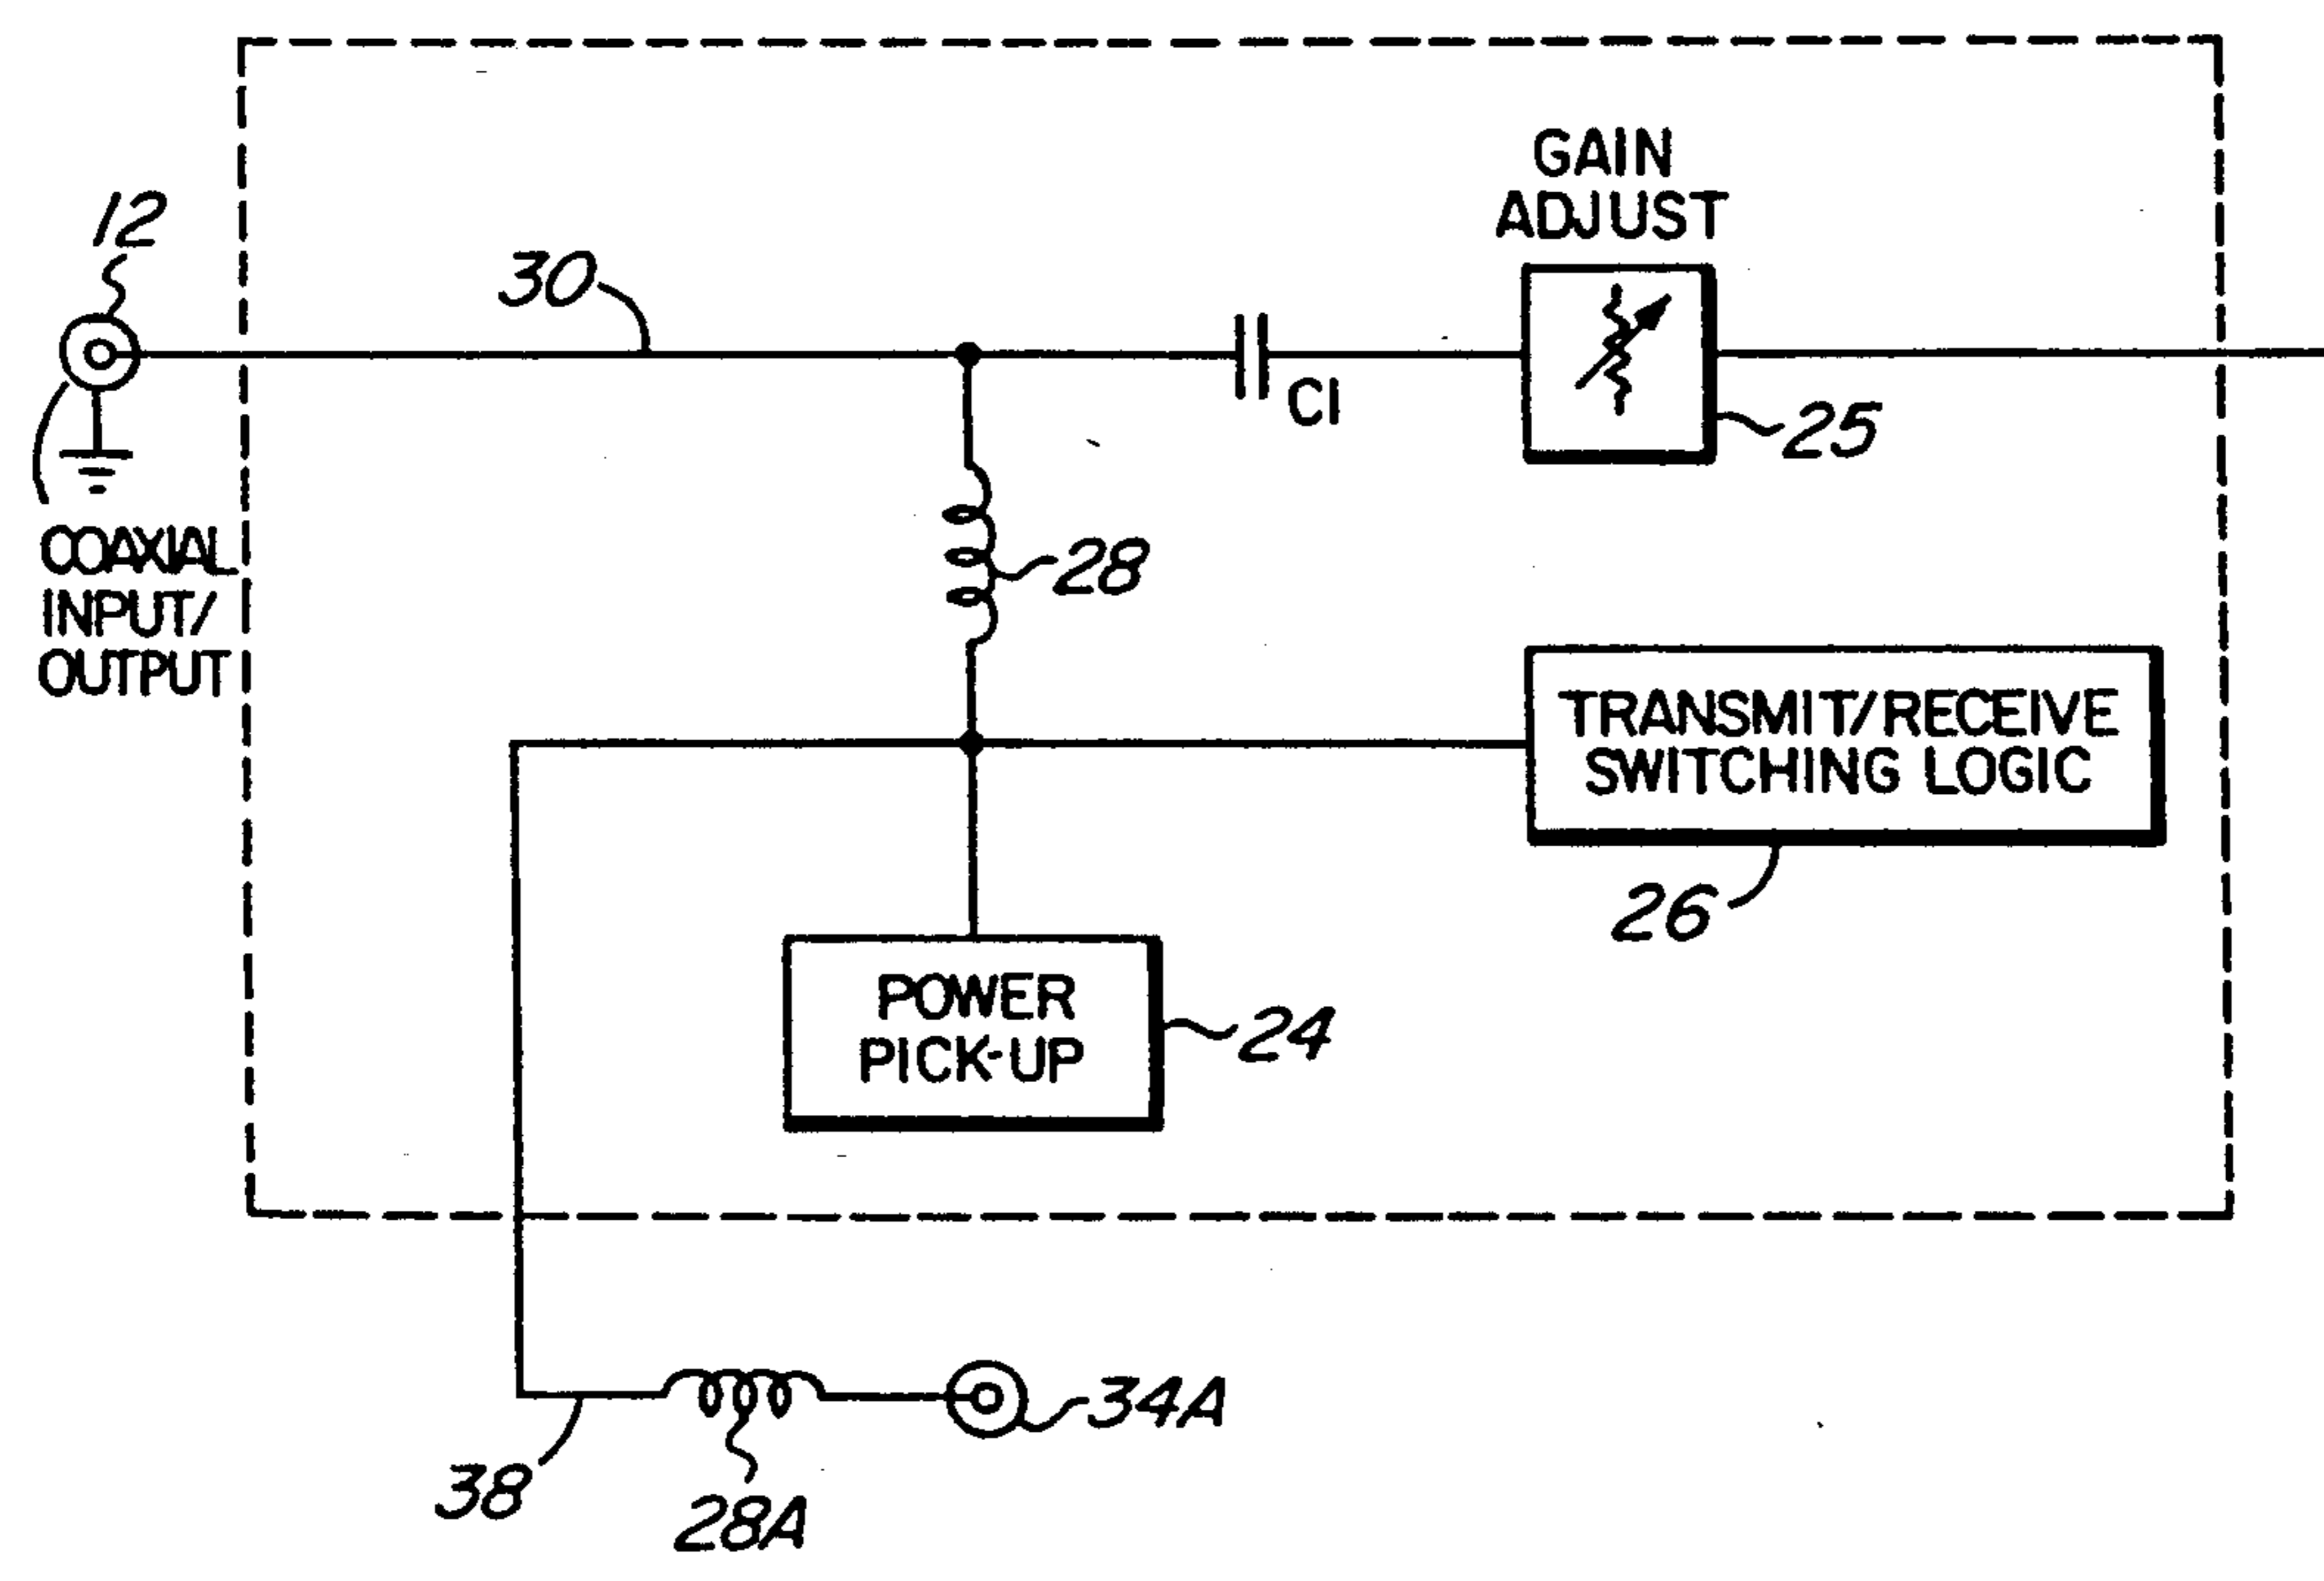 GAIN
ADJUST
12
30
C1
25
COAXIAL
INPUT/
OUTPUT
28
TRANSMIT/RECEIVE
SWITCHING LOGIC
26
POWER
PICK-UP
24
34A
38
28A